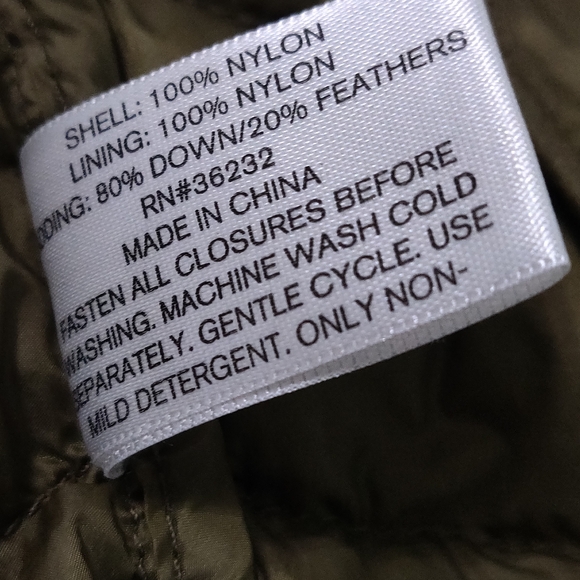 SHELL: 100% NYLON
LINING: 100% NYLON
DDING: 80% DOWN/20% FEATHERS
RN#36232
MADE IN CHINA
FASTEN ALL CLOSURES BEFORE
WASHING. MACHINE WASH COLD
SEPARATELY. GENTLE CYCLE. USE
MILD DETERGENT. ONLY NON-